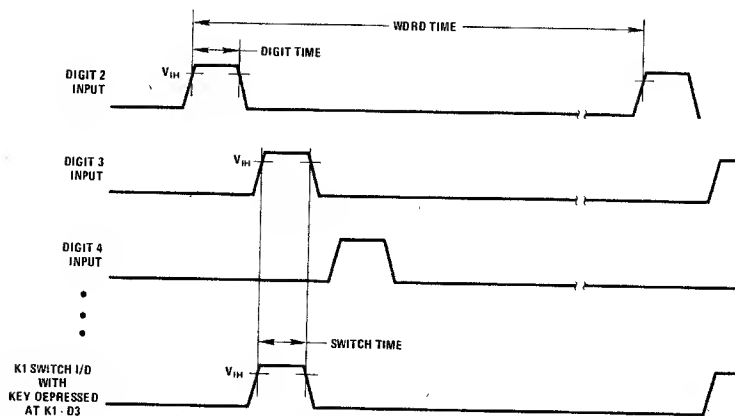 WORD TIME
DIGIT TIME
DIGIT 2
INPUT
VIH
DIGIT 3
INPUT
VIH
DIGIT 4
INPUT
SWITCH TIME
K1 SWITCH I/D
WITH
KEY DEPRESSED
AT K1 - D3
VIH